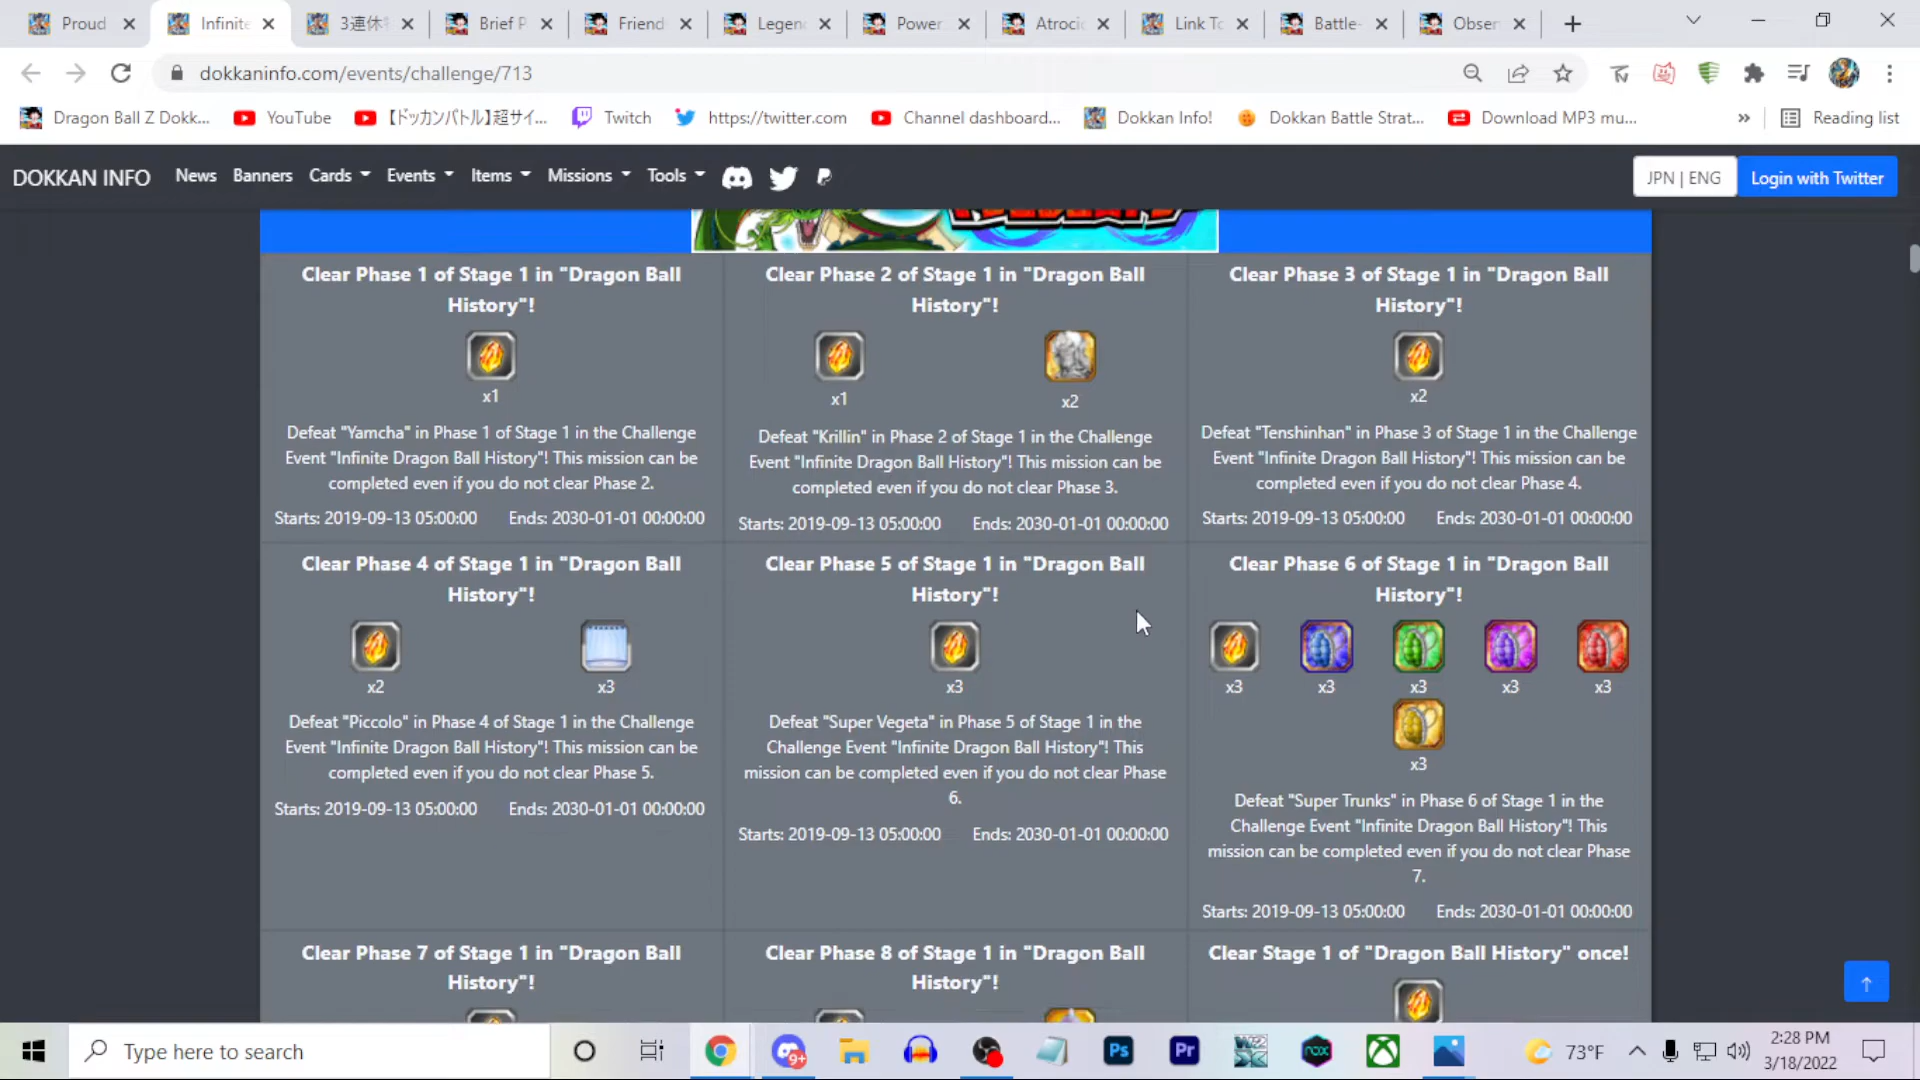 Proud
Infinite
3連休
Brief P
Friend
Legen
Power
Atroci
Link To
Battle-
Obser
dokkaninfo.com/events/challenge/713
Dragon Ball Z Dokk...
YouTube
【ドッカンバトル】超サイ...
Twitch
https://twitter.com
Channel dashboard...
Dokkan Info!
Dokkan Battle Strat...
Download MP3 mu...
»
Reading list
DOKKAN INFO
News
Banners
Cards
Events
Items
Missions
Tools
JPN | ENG
Login with Twitter
Clear Phase 1 of Stage 1 in "Dragon Ball
History"!
x1
Defeat "Yamcha" in Phase 1 of Stage 1 in the Challenge
Event "Infinite Dragon Ball History"! This mission can be
completed even if you do not clear Phase 2.
Starts: 2019-09-13 05:00:00 Ends: 2030-01-01 00:00:00
Clear Phase 2 of Stage 1 in "Dragon Ball
History"!
x1 x2
Defeat "Krillin" in Phase 2 of Stage 1 in the Challenge
Event "Infinite Dragon Ball History"! This mission can be
completed even if you do not clear Phase 3.
Starts: 2019-09-13 05:00:00 Ends: 2030-01-01 00:00:00
Clear Phase 3 of Stage 1 in "Dragon Ball
History"!
x2
Defeat "Tenshinhan" in Phase 3 of Stage 1 in the Challenge
Event "Infinite Dragon Ball History"! This mission can be
completed even if you do not clear Phase 4.
Starts: 2019-09-13 05:00:00 Ends: 2030-01-01 00:00:00
Clear Phase 4 of Stage 1 in "Dragon Ball
History"!
x2 x3
Defeat "Piccolo" in Phase 4 of Stage 1 in the Challenge
Event "Infinite Dragon Ball History"! This mission can be
completed even if you do not clear Phase 5.
Starts: 2019-09-13 05:00:00 Ends: 2030-01-01 00:00:00
Clear Phase 5 of Stage 1 in "Dragon Ball
History"!
x3
Defeat "Super Vegeta" in Phase 5 of Stage 1 in the
Challenge Event "Infinite Dragon Ball History"! This
mission can be completed even if you do not clear Phase
6.
Starts: 2019-09-13 05:00:00 Ends: 2030-01-01 00:00:00
Clear Phase 6 of Stage 1 in "Dragon Ball
History"!
x3 x3 x3 x3 x3
x3
Defeat "Super Trunks" in Phase 6 of Stage 1 in the
Challenge Event "Infinite Dragon Ball History"! This
mission can be completed even if you do not clear Phase
7.
Starts: 2019-09-13 05:00:00 Ends: 2030-01-01 00:00:00
Clear Phase 7 of Stage 1 in "Dragon Ball
History"!
Clear Phase 8 of Stage 1 in "Dragon Ball
History"!
Clear Stage 1 of "Dragon Ball History" once!
Type here to search
9+
Ps
Pr
nox
73°F
2:28 PM
3/18/2022